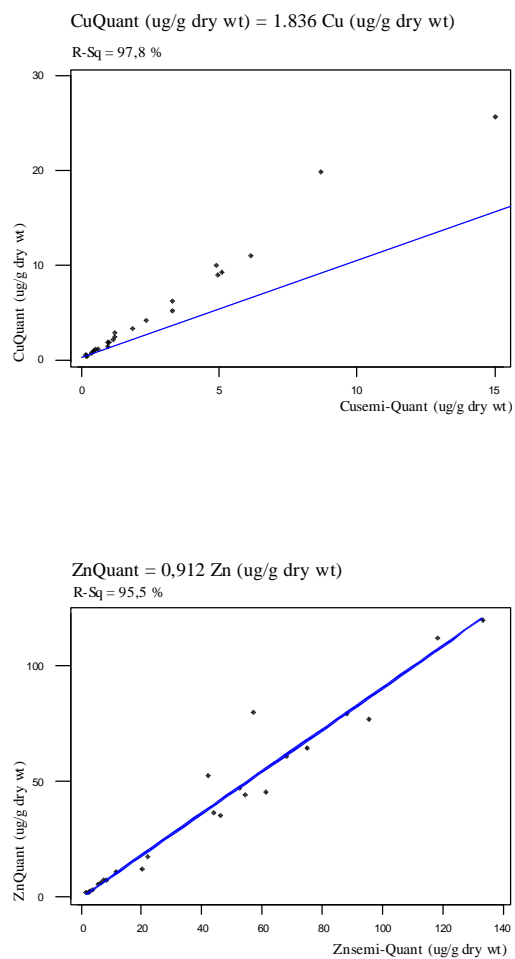 CuQuant (ug/g dry wt) = 1.836 Cu (ug/g dry wt)
R-Sq = 97,8 %
30
20
10
0
CuQuant (ug/g dry wt)
0 5 10 15
Cusemi-Quant (ug/g dry wt)
ZnQuant = 0,912 Zn (ug/g dry wt)
R-Sq = 95,5 %
100
50
0
ZnQuant (ug/g dry wt)
0 20 40 60 80 100 120 140
Znsemi-Quant (ug/g dry wt)